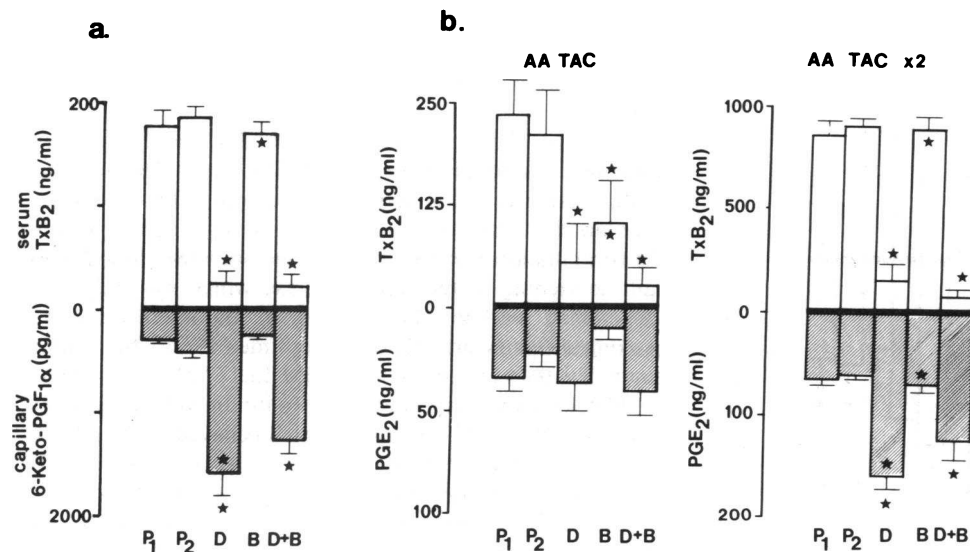 a.
200
0
2000
serum
TxB2 (ng/ml)
capillary
6-Keto-PGF1α (pg/ml)
P1 P2 D B D+B
b.
AA TAC
250
125
0
50
100
TxB2(ng/ml)
PGE2(ng/ml)
P1 P2 D B D+B
AA TAC x2
1000
500
0
100
200
TxB2(ng/ml)
PGE2(ng/ml)
P1 P2 D B D+B